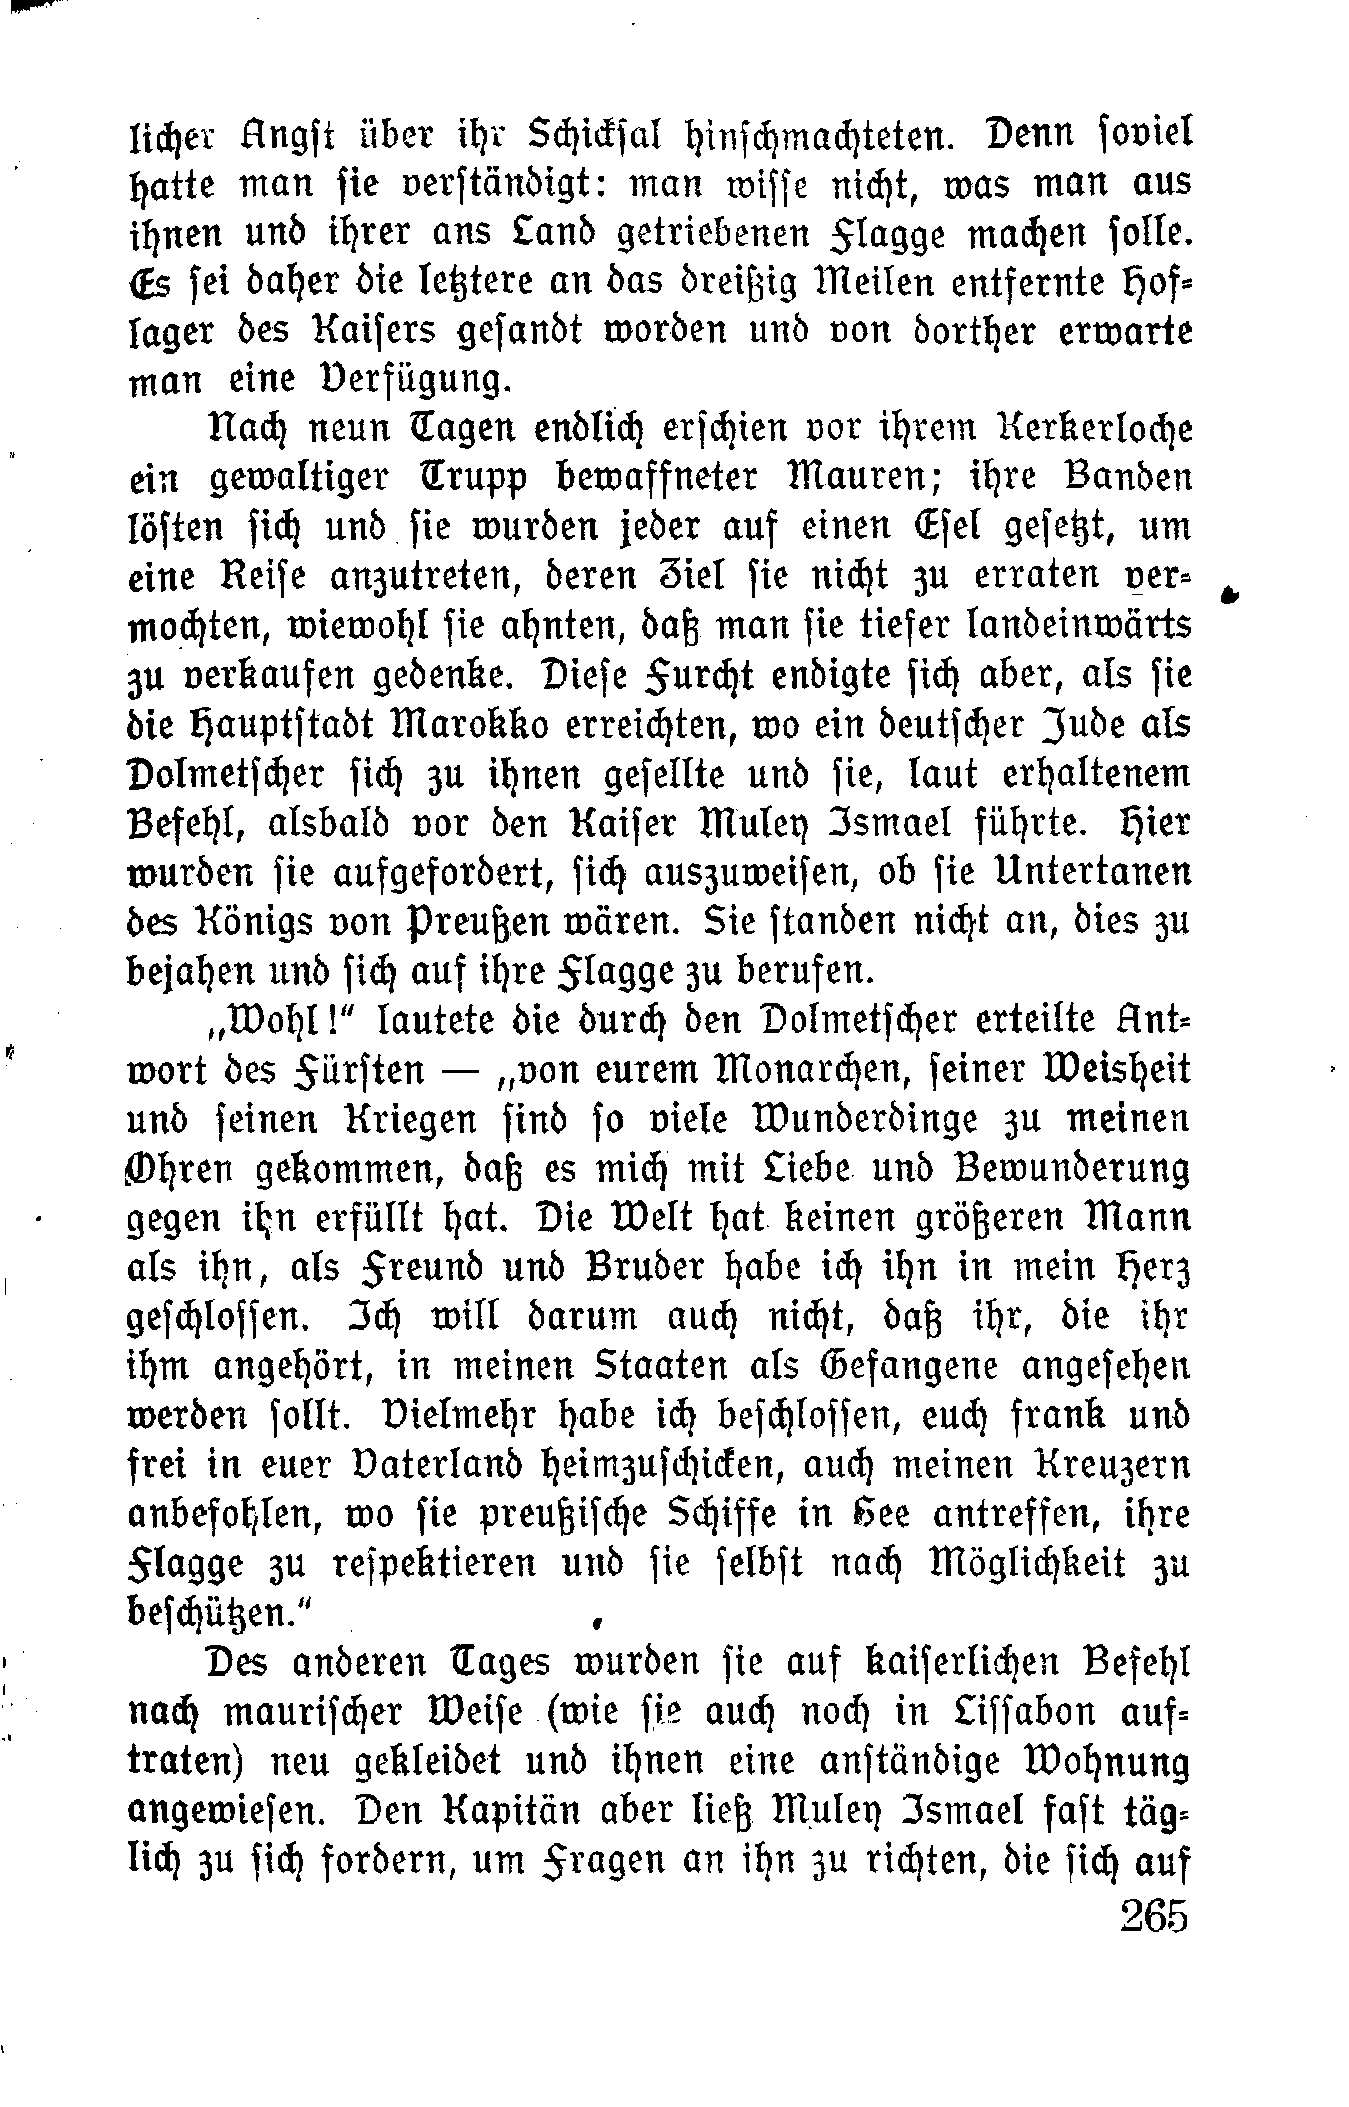 licher Angst über ihr Schicksal hinschmachteten. Denn soviel
hatte man sie verständigt: man wisse nicht, was man aus
ihnen und ihrer ans Land getriebenen Flagge machen solle.
Es sei daher die letztere an das dreißig Meilen entfernte Hof-
lager des Kaisers gesandt worden und von dorther erwarte
man eine Verfügung.
Nach neun Tagen endlich erschien vor ihrem Kerkerloche
ein gewaltiger Trupp bewaffneter Mauren; ihre Banden
lösten sich und sie wurden jeder auf einen Esel gesetzt, um
eine Reise anzutreten, deren Ziel sie nicht zu erraten ver-
mochten, wiewohl sie ahnten, daß man sie tiefer landeinwärts
zu verkaufen gedenke. Diese Furcht endigte sich aber, als sie
die Hauptstadt Marokko erreichten, wo ein deutscher Jude als
Dolmetscher sich zu ihnen gesellte und sie, laut erhaltenem
Befehl, alsbald vor den Kaiser Muley Ismael führte. Hier
wurden sie aufgefordert, sich auszuweisen, ob sie Untertanen
des Königs von Preußen wären. Sie standen nicht an, dies zu
bejahen und sich auf ihre Flagge zu berufen.
„Wohl!“ lautete die durch den Dolmetscher erteilte Ant-
wort des Fürsten — „von eurem Monarchen, seiner Weisheit
und seinen Kriegen sind so viele Wunderdinge zu meinen
Ohren gekommen, daß es mich mit Liebe und Bewunderung
gegen ihn erfüllt hat. Die Welt hat keinen größeren Mann
als ihn, als Freund und Bruder habe ich ihn in mein Herz
geschlossen. Ich will darum auch nicht, daß ihr, die ihr
ihm angehört, in meinen Staaten als Gefangene angesehen
werden sollt. Vielmehr habe ich beschlossen, euch frank und
frei in euer Vaterland heimzuschicken, auch meinen Kreuzern
anbefohlen, wo sie preußische Schiffe in See antreffen, ihre
Flagge zu respektieren und sie selbst nach Möglichkeit zu
beschützen.“
Des anderen Tages wurden sie auf kaiserlichen Befehl
nach maurischer Weise (wie sie auch noch in Lissabon auf-
traten) neu gekleidet und ihnen eine anständige Wohnung
angewiesen. Den Kapitän aber ließ Muley Ismael fast täg-
lich zu sich fordern, um Fragen an ihn zu richten, die sich auf
265